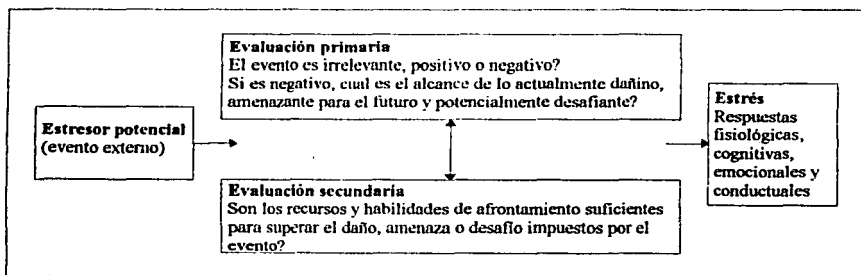 Evaluación primaria
El evento es irrelevante, positivo o negativo?
Si es negativo, cual es el alcance de lo actualmente dañino,
amenazante para el futuro y potencialmente desafiante?
Estresor potencial
(evento externo)
Estrés
Respuestas
fisiológicas,
cognitivas,
emocionales y
conductuales
Evaluación secundaria
Son los recursos y habilidades de afrontamiento suficientes
para superar el daño, amenaza o desafío impuestos por el
evento?